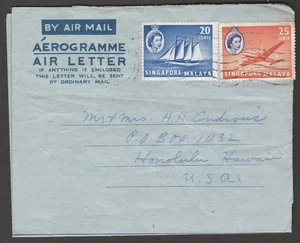 BY AIR MAIL
AÉROGRAMME
AIR LETTER
IF ANYTHING IS ENCLOSED
THIS LETTER WILL BE SENT
BY ORDINARY MAIL
20
CENTS
SINGAPORE MALAYA
25
CENTS
SINGAPORE MALAYA
Mr & Mrs. H. H. Androus
P O Box 1032
Honolulu Hawaii
U.S.A.